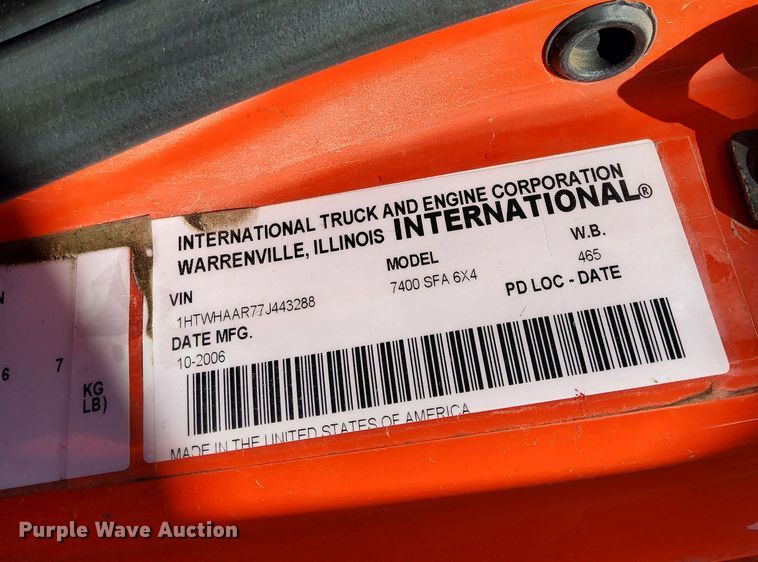 INTERNATIONAL TRUCK AND ENGINE CORPORATION
WARRENVILLE, ILLINOIS INTERNATIONAL®
VIN MODEL W.B.
1HTWHAAR77J443288 7400 SFA 6X4 465
DATE MFG. PD LOC - DATE
10-2006
MADE IN THE UNITED STATES OF AMERICA
N
6 7
KG
LB)
Purple Wave Auction